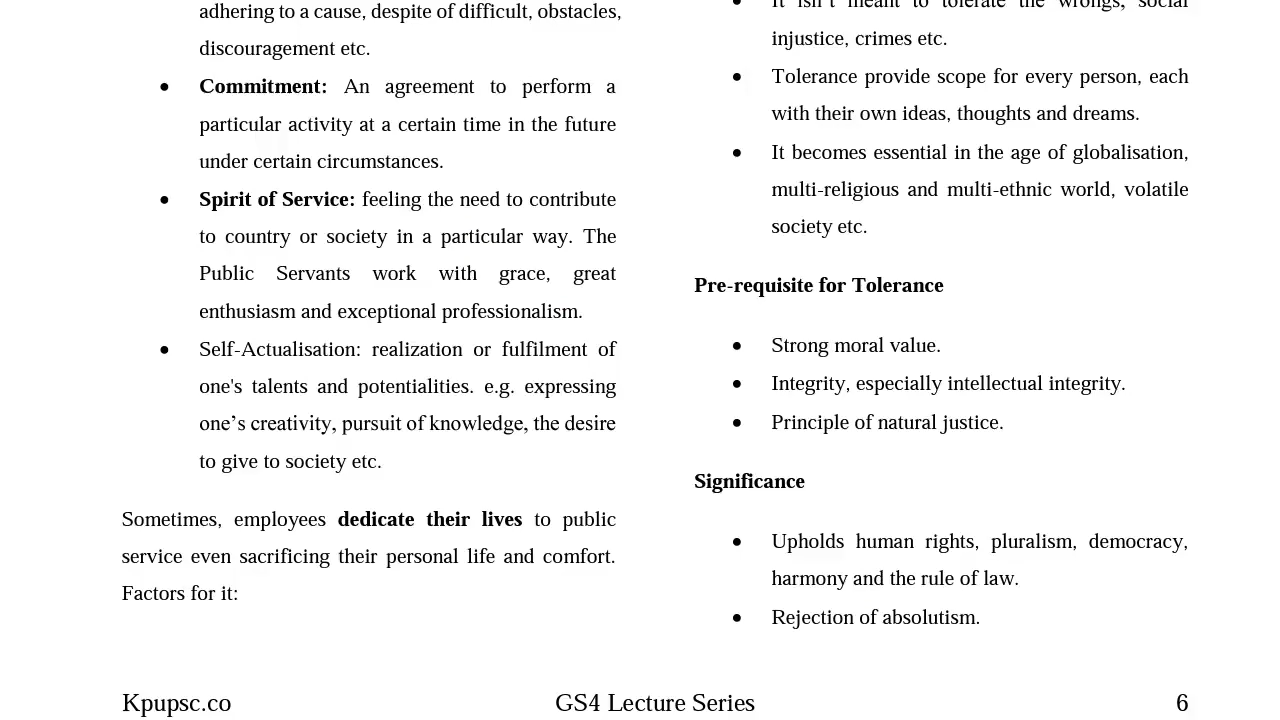 adhering to a cause, despite of difficult, obstacles,
discouragement etc.
• Commitment: An agreement to perform a
particular activity at a certain time in the future
under certain circumstances.
• Spirit of Service: feeling the need to contribute
to country or society in a particular way. The
Public Servants work with grace, great
enthusiasm and exceptional professionalism.
• Self-Actualisation: realization or fulfilment of
one's talents and potentialities. e.g. expressing
one’s creativity, pursuit of knowledge, the desire
to give to society etc.
Sometimes, employees dedicate their lives to public
service even sacrificing their personal life and comfort.
Factors for it:
• It isn’t meant to tolerate the wrongs, social
injustice, crimes etc.
• Tolerance provide scope for every person, each
with their own ideas, thoughts and dreams.
• It becomes essential in the age of globalisation,
multi-religious and multi-ethnic world, volatile
society etc.
Pre-requisite for Tolerance
• Strong moral value.
• Integrity, especially intellectual integrity.
• Principle of natural justice.
Significance
• Upholds human rights, pluralism, democracy,
harmony and the rule of law.
• Rejection of absolutism.
Kpupsc.co GS4 Lecture Series 6